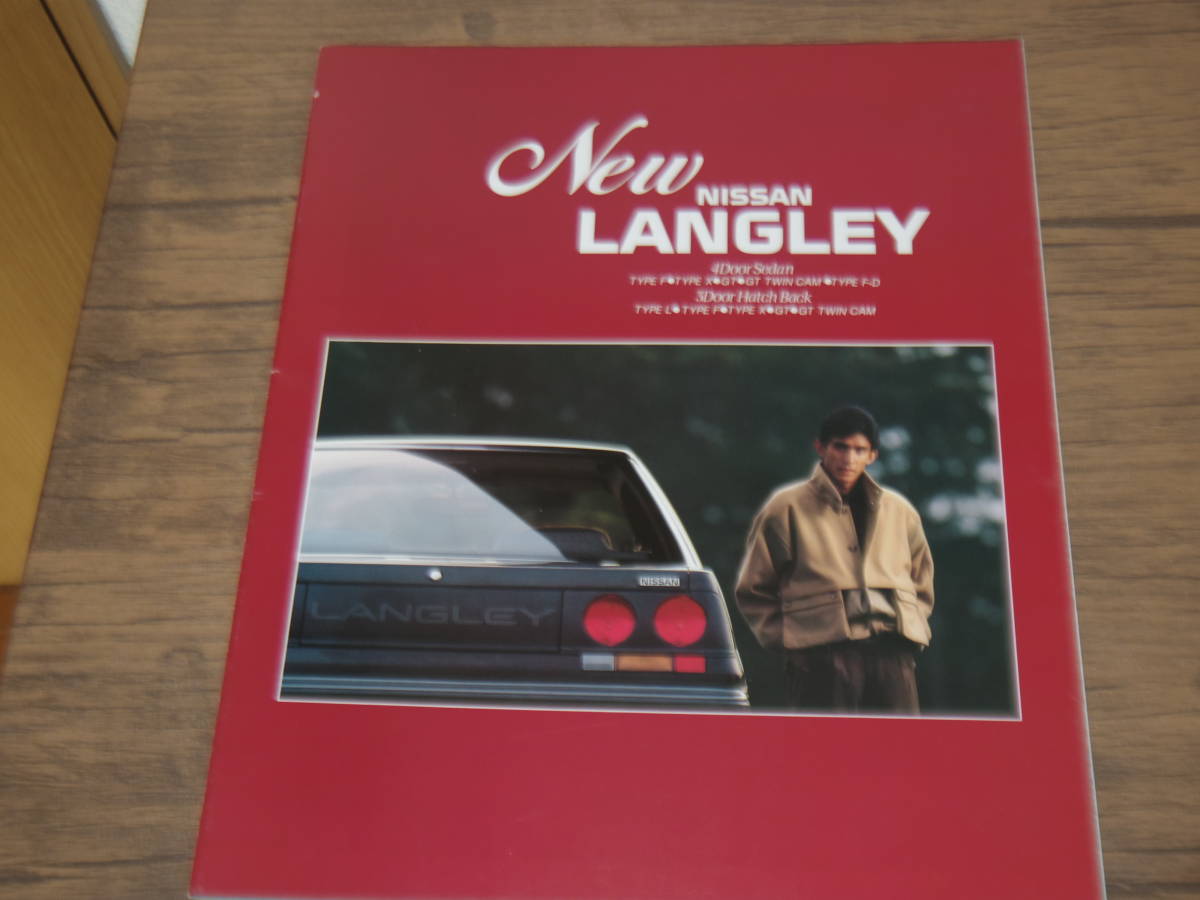 New
NISSAN
LANGLEY
4Door Sedan
TYPE F●TYPE X●GT●GT TWIN CAM●TYPE F-D
3Door Hatch Back
TYPE L●TYPE F●TYPE X●GT●GT TWIN CAM
NISSAN
LANGLEY